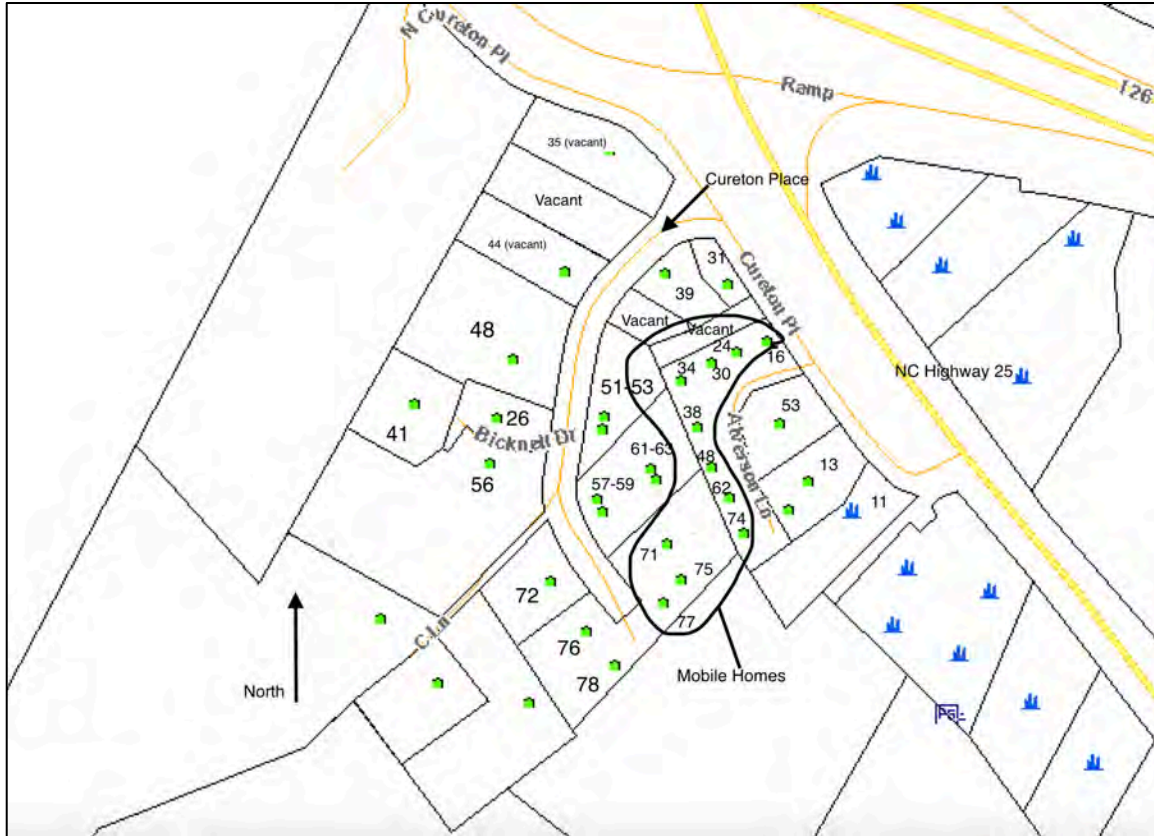 N Cureton Pl
Ramp
I 26
35 (vacant)
Vacant
44 (vacant)
Cureton Place
31
39
Cureton Pl
Vacant
Vacant
48
24
16
34
30
NC Highway 25
51-53
38
53
41
26
Bicknell Dr
Alverson Ln
61-63
48
13
56
57-59
62
11
74
71
75
72
C Ln
77
76
78
North
Mobile Homes